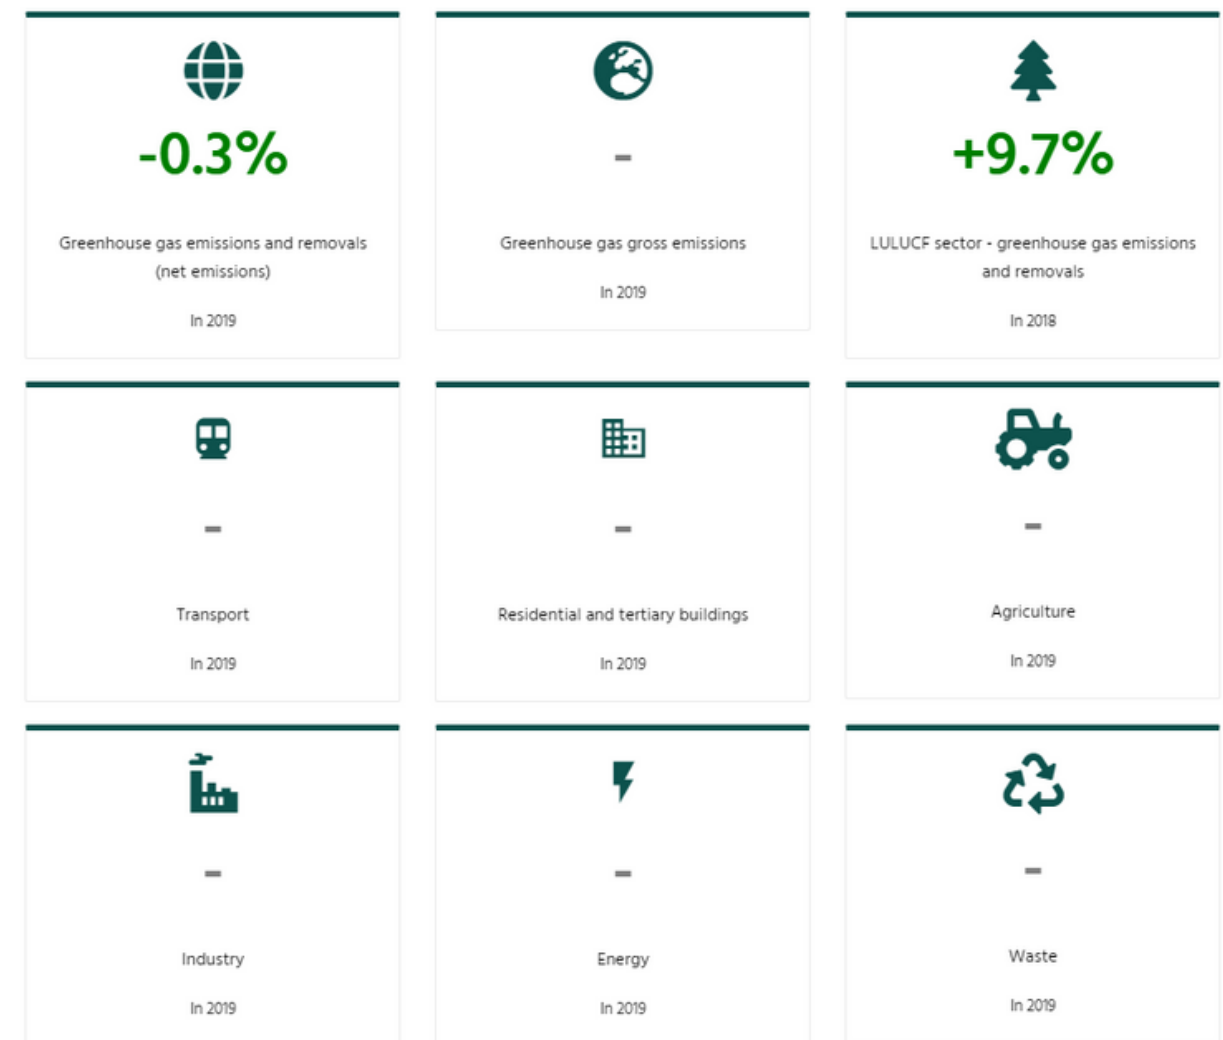 -0.3%
Greenhouse gas emissions and removals
(net emissions)
In 2019
-
Greenhouse gas gross emissions
In 2019
+9.7%
LULUCF sector - greenhouse gas emissions
and removals
In 2018
-
Transport
In 2019
-
Residential and tertiary buildings
In 2019
-
Agriculture
In 2019
-
Industry
In 2019
-
Energy
In 2019
-
Waste
In 2019